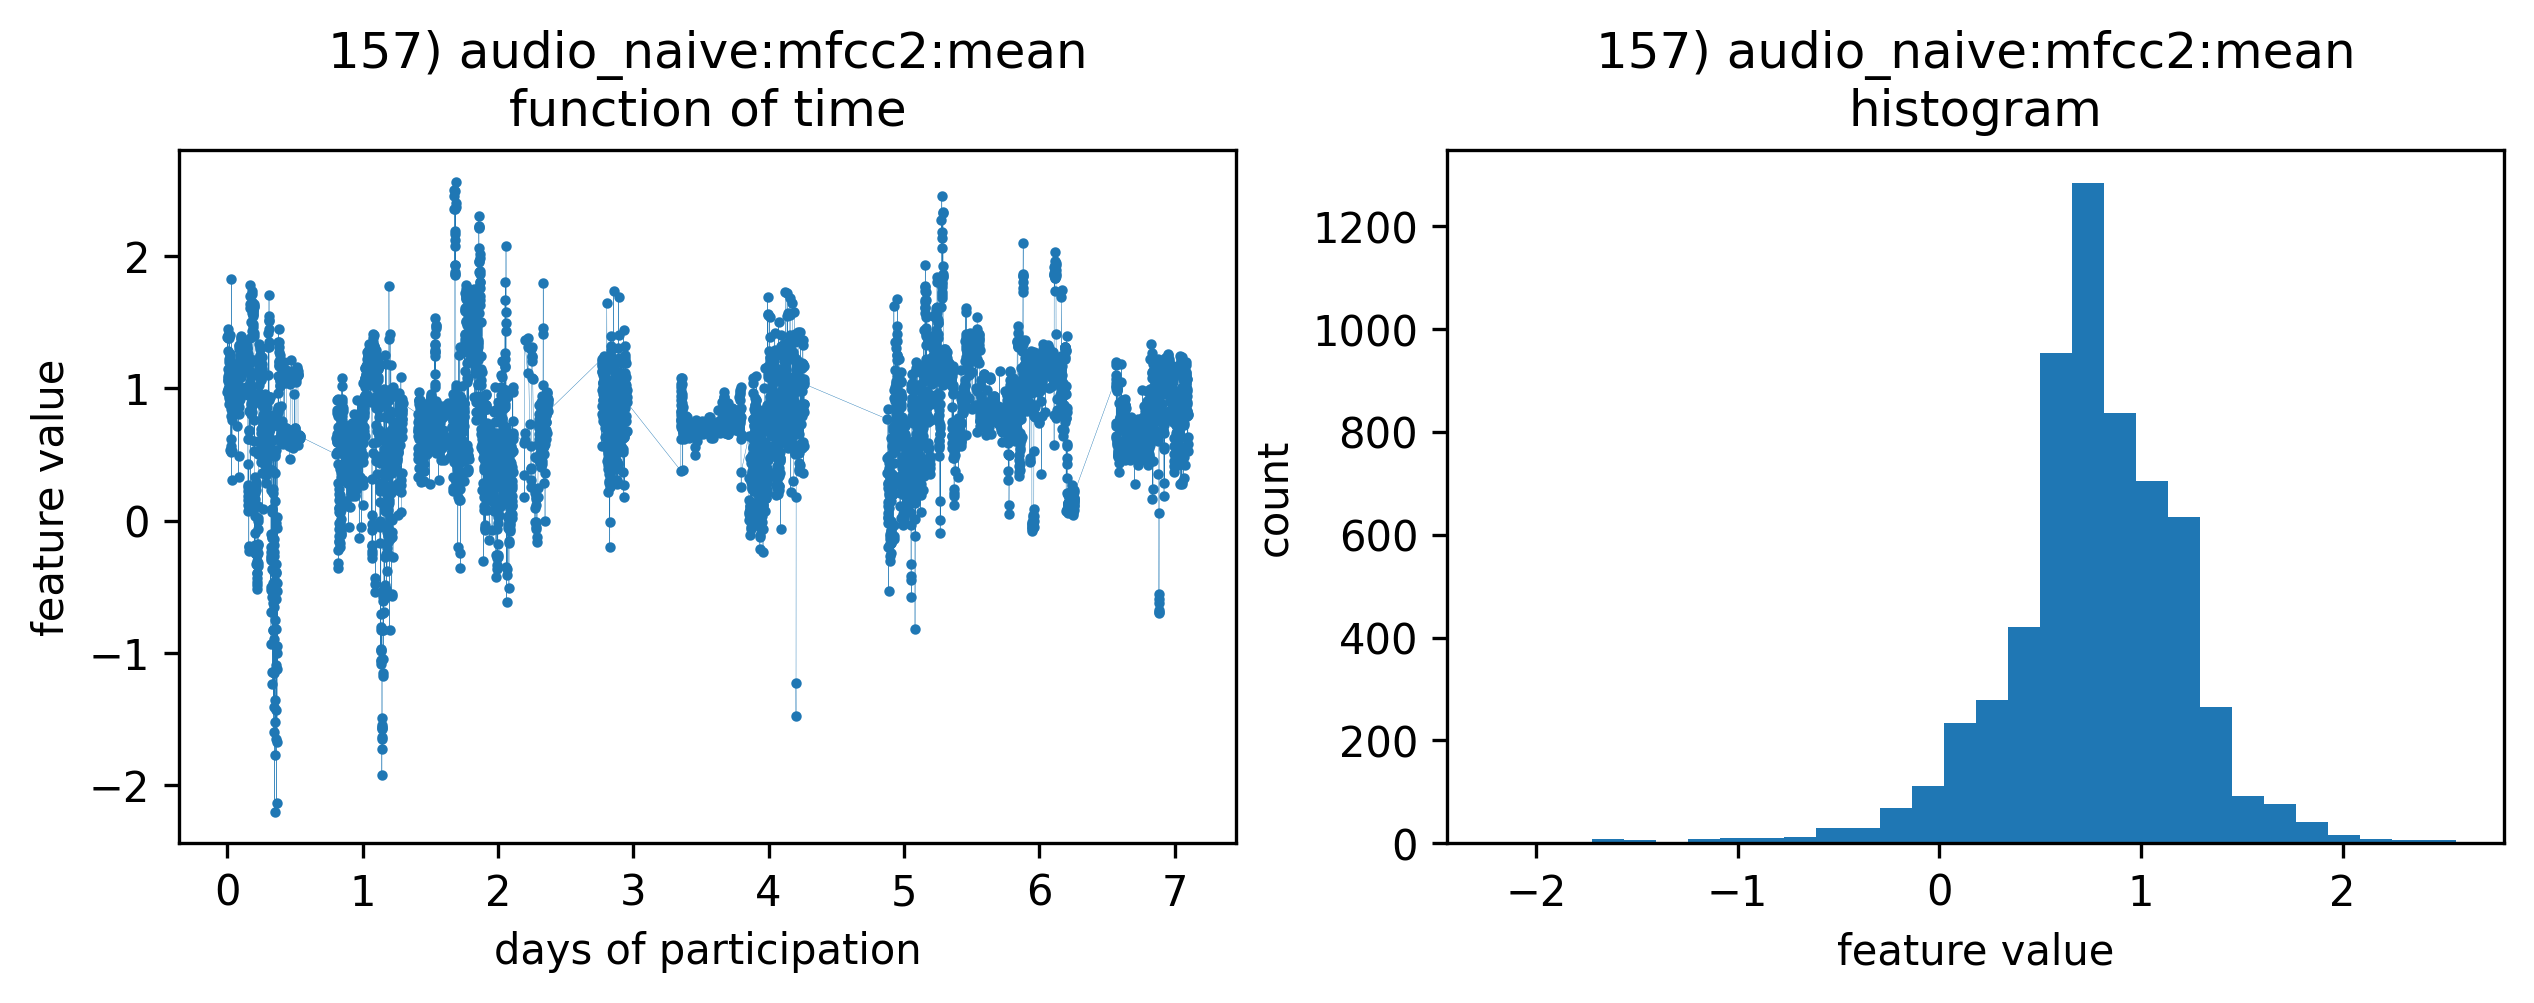 157) audio_naive:mfcc2:mean
function of time
feature value
2
1
0
−1
−2
0 1 2 3 4 5 6 7
days of participation
157) audio_naive:mfcc2:mean
histogram
count
1200
1000
800
600
400
200
0
−2 −1 0 1 2
feature value